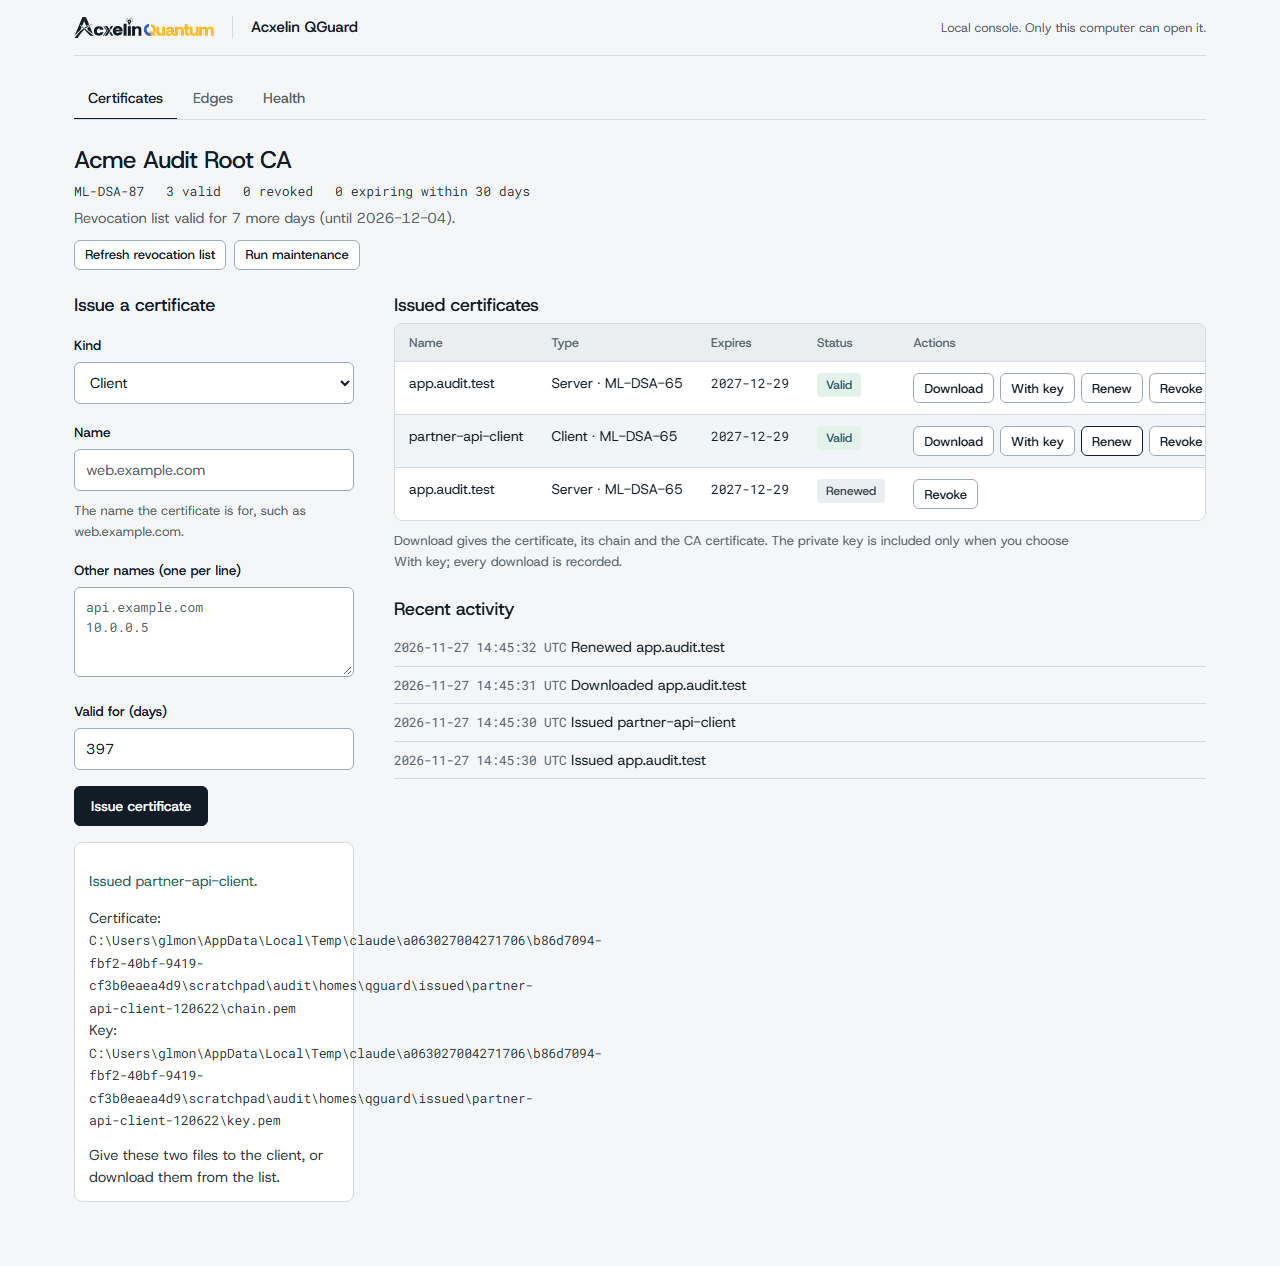 Acxelin Quantum
Acxelin QGuard
Local console. Only this computer can open it.
Certificates Edges Health
Acme Audit Root CA
ML-DSA-87 3 valid 0 revoked 0 expiring within 30 days
Revocation list valid for 7 more days (until 2026-12-04).
Refresh revocation list Run maintenance
Issue a certificate
Kind
Client
Name
web.example.com
The name the certificate is for, such as
web.example.com.
Other names (one per line)
api.example.com
10.0.0.5
Valid for (days)
397
Issue certificate
Issued partner-api-client.
Certificate:
C:\Users\glmon\AppData\Local\Temp\claude\a063027004271706\b86d7094-
fbf2-40bf-9419-
cf3b0eaea4d9\scratchpad\audit\homes\qguard\issued\partner-
api-client-120622\chain.pem
Key:
C:\Users\glmon\AppData\Local\Temp\claude\a063027004271706\b86d7094-
fbf2-40bf-9419-
cf3b0eaea4d9\scratchpad\audit\homes\qguard\issued\partner-
api-client-120622\key.pem
Give these two files to the client, or
download them from the list.
Issued certificates
Name Type Expires Status Actions
app.audit.test Server · ML-DSA-65 2027-12-29 Valid Download With key Renew Revoke
partner-api-client Client · ML-DSA-65 2027-12-29 Valid Download With key Renew Revoke
app.audit.test Server · ML-DSA-65 2027-12-29 Renewed Revoke
Download gives the certificate, its chain and the CA certificate. The private key is included only when you choose
With key; every download is recorded.
Recent activity
2026-11-27 14:45:32 UTC Renewed app.audit.test
2026-11-27 14:45:31 UTC Downloaded app.audit.test
2026-11-27 14:45:30 UTC Issued partner-api-client
2026-11-27 14:45:30 UTC Issued app.audit.test